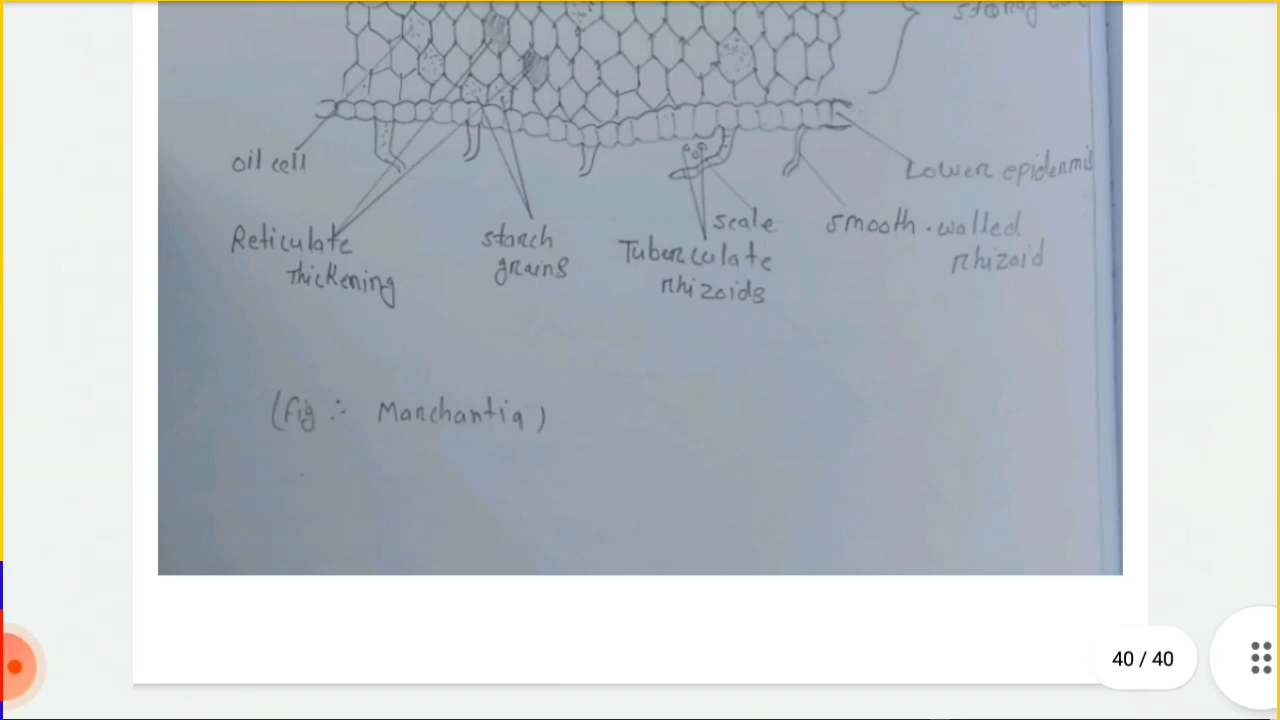 oil cell
Lower epidermis
Reticulate
thickening
starch
grains
scale
Tuberculate
rhizoids
smooth-walled
rhizoid
(Fig :- Marchantia)
40 / 40